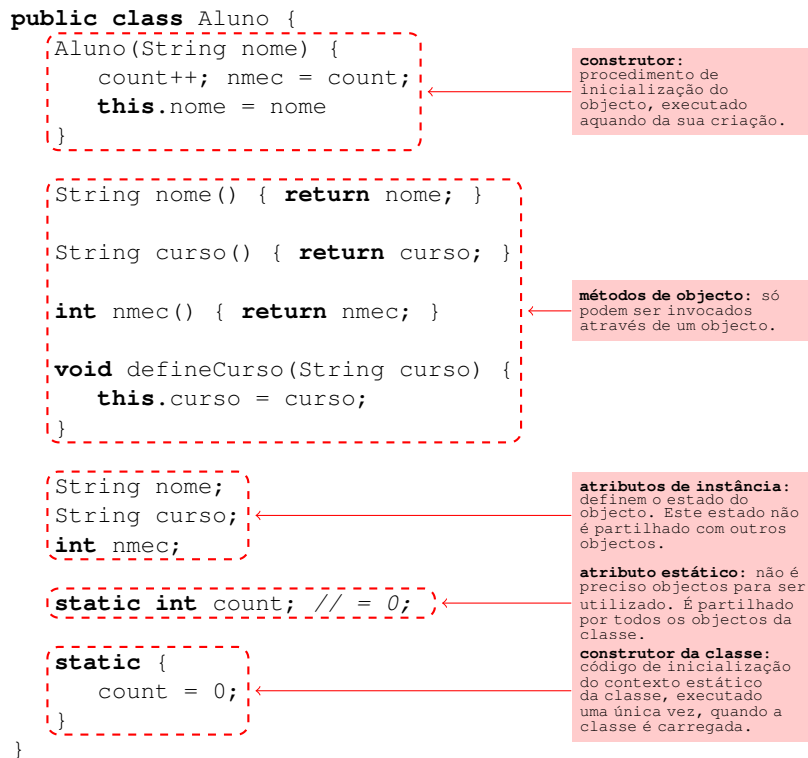 public class Aluno {
Aluno(String nome) {
count++; nmec = count;
this.nome = nome
}
construtor:
procedimento de
inicialização do
objecto, executado
aquando da sua criação.
String nome() { return nome; }
String curso() { return curso; }
int nmec() { return nmec; }
void defineCurso(String curso) {
this.curso = curso;
}
métodos de objecto: só
podem ser invocados
através de um objecto.
String nome;
String curso;
int nmec;
atributos de instância:
definem o estado do
objecto. Este estado não
é partilhado com outros
objectos.
static int count; // = 0;
atributo estático: não é
preciso objectos para ser
utilizado. É partilhado
por todos os objectos da
classe.
static {
count = 0;
}
construtor da classe:
código de inicialização
do contexto estático
da classe, executado
uma única vez, quando a
classe é carregada.
}